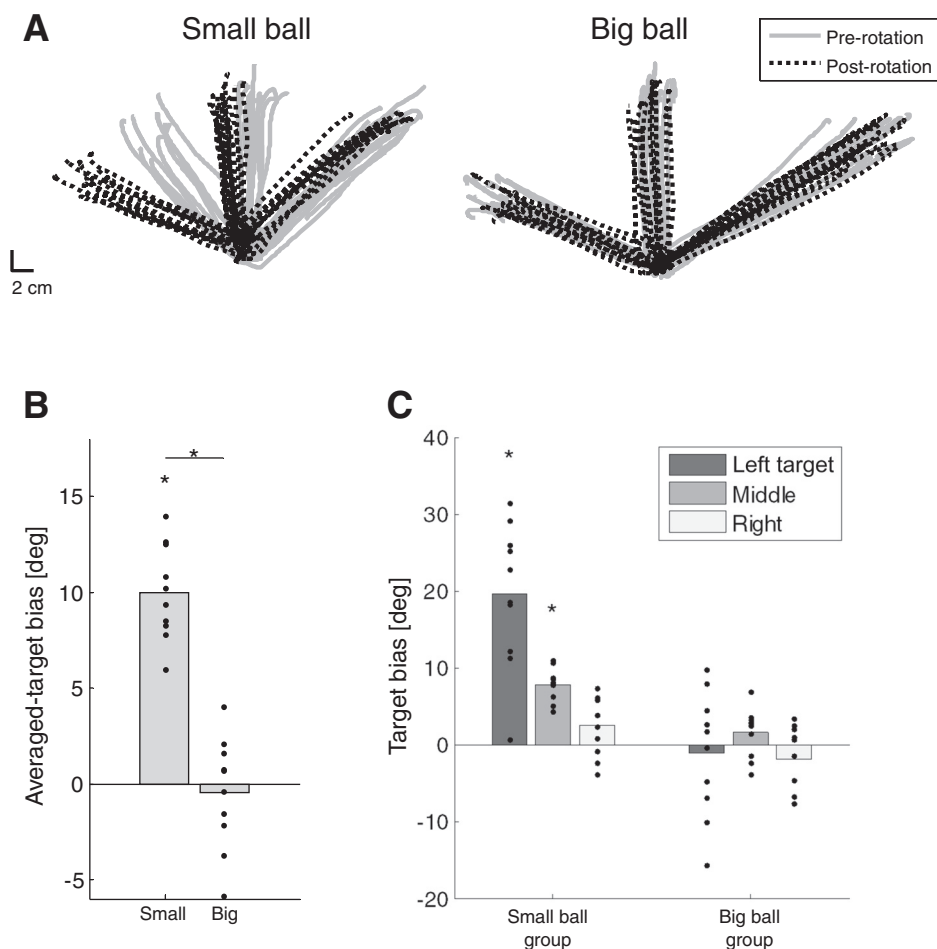 A
Small ball
Big ball
Pre-rotation
Post-rotation
2 cm
B
Averaged-target bias [deg]
15
10
5
0
-5
*
*
Small
Big
C
Target bias [deg]
40
30
20
10
0
-10
-20
*
*
Left target
Middle
Right
Small ball
group
Big ball
group